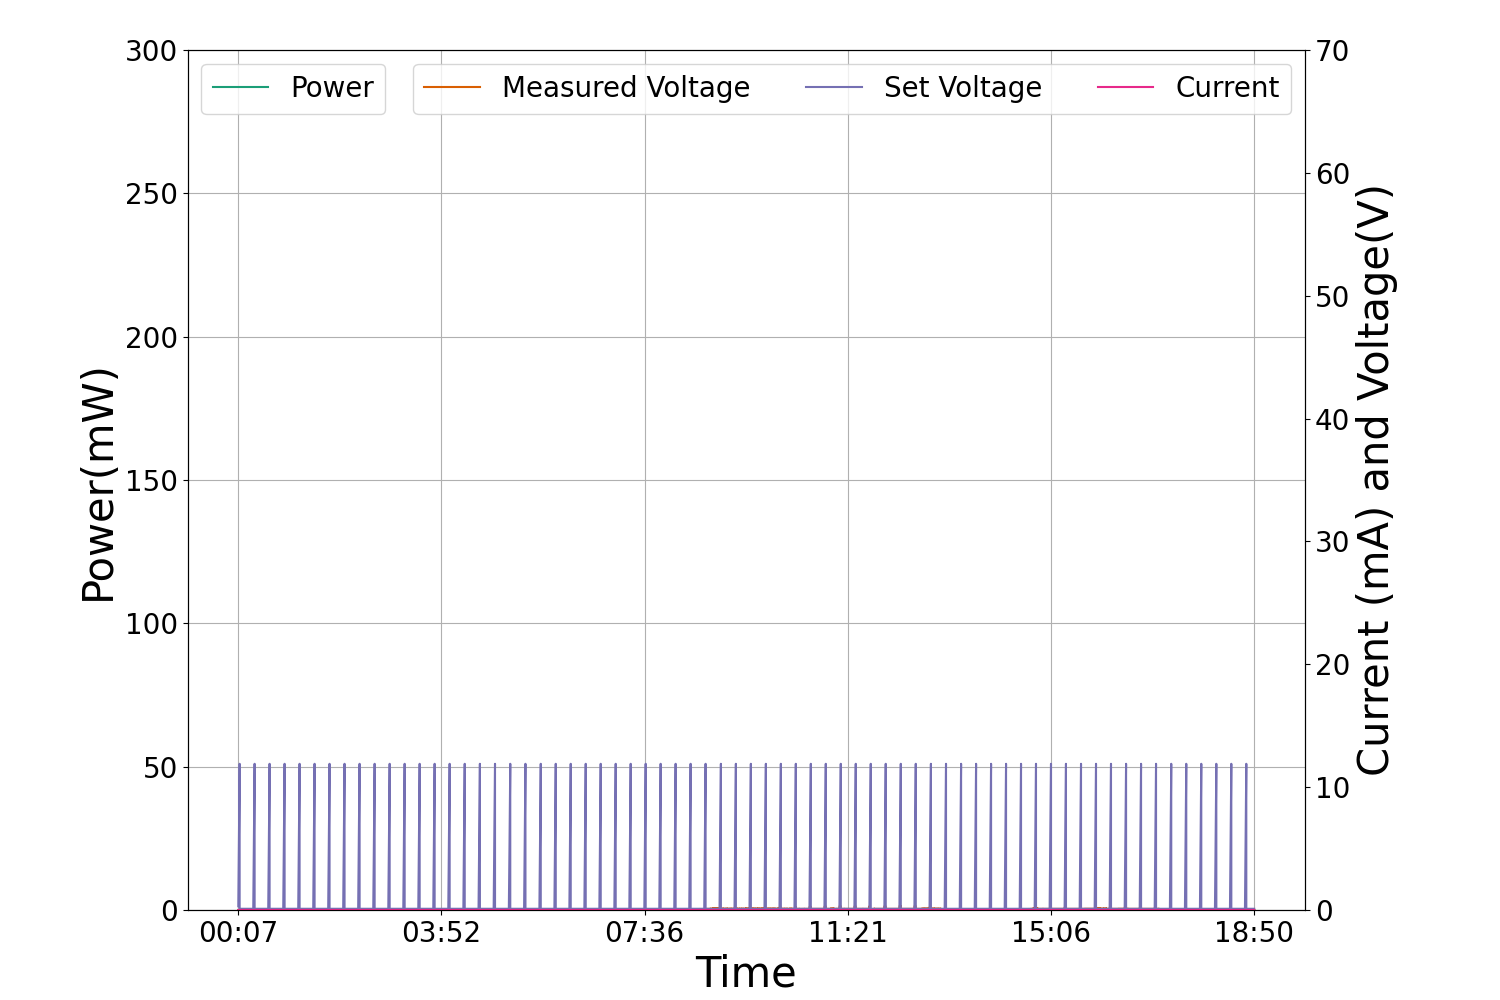 300
250
200
150
100
50
0
Power(mW)
Power
Measured Voltage
Set Voltage
Current
70
60
50
40
30
20
10
0
Current (mA) and Voltage(V)
00:07 03:52 07:36 11:21 15:06 18:50
Time